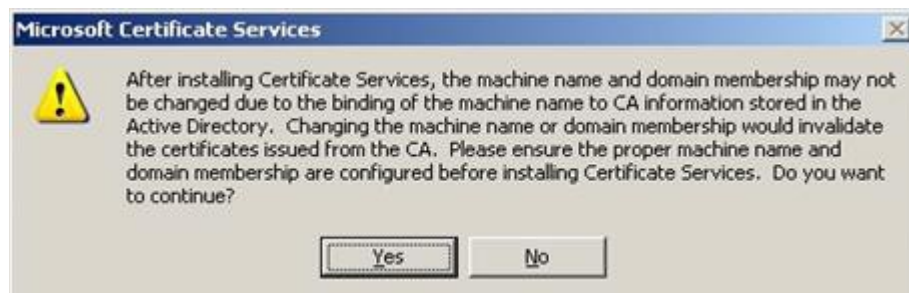 Microsoft Certificate Services
After installing Certificate Services, the machine name and domain membership may not
be changed due to the binding of the machine name to CA information stored in the
Active Directory.  Changing the machine name or domain membership would invalidate
the certificates issued from the CA.  Please ensure the proper machine name and
domain membership are configured before installing Certificate Services.  Do you want
to continue?
Yes No